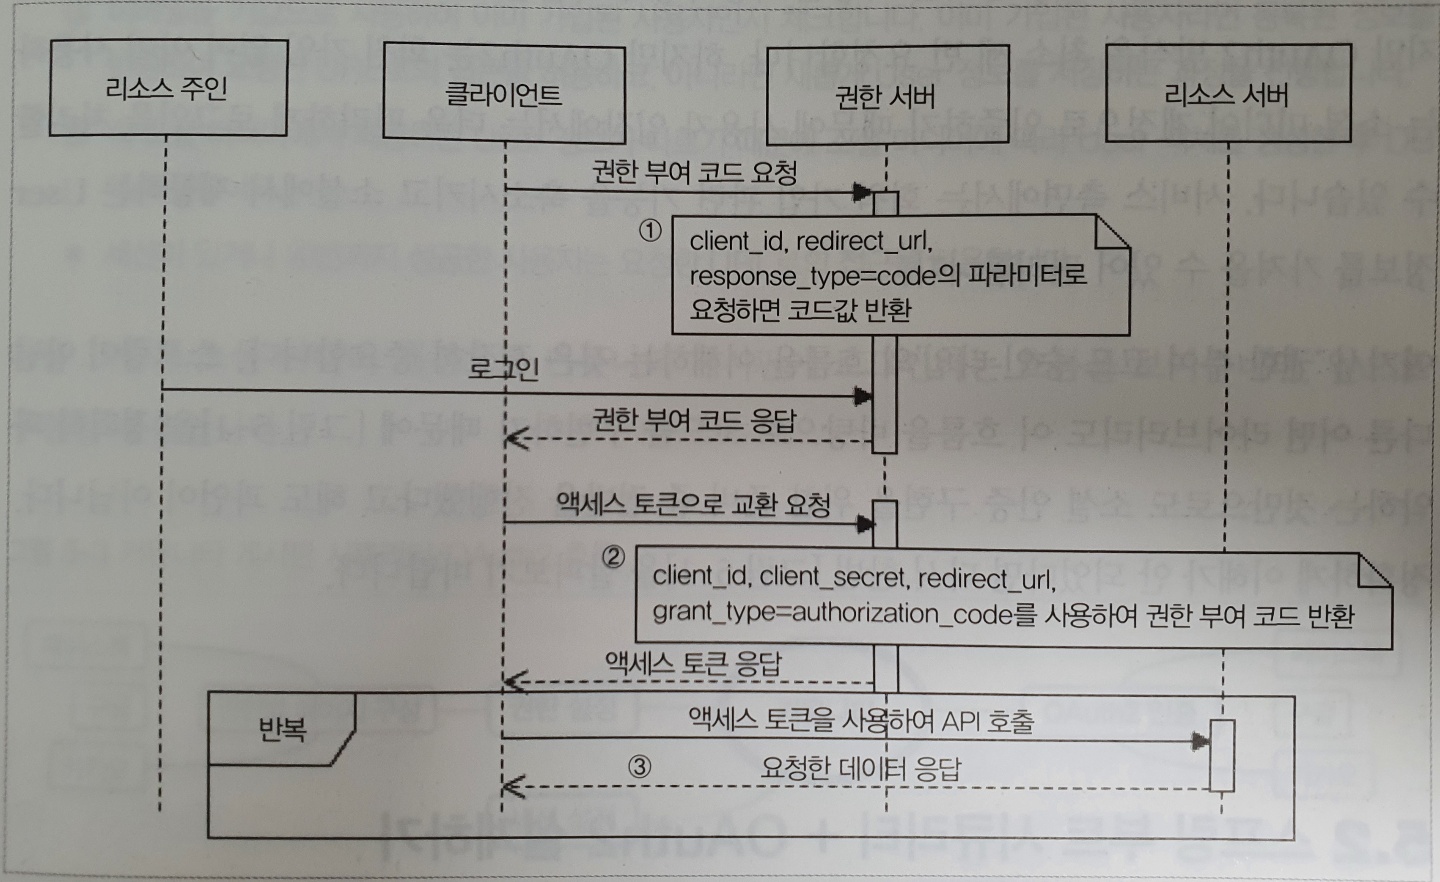 리소스 주인
클라이언트
권한 서버
리소스 서버
권한 부여 코드 요청
①
client_id, redirect_url,
response_type=code의 파라미터로
요청하면 코드값 반환
로그인
권한 부여 코드 응답
액세스 토큰으로 교환 요청
②
client_id, client_secret, redirect_url,
grant_type=authorization_code를 사용하여 권한 부여 코드 반환
액세스 토큰 응답
반복
액세스 토큰을 사용하여 API 호출
③
요청한 데이터 응답